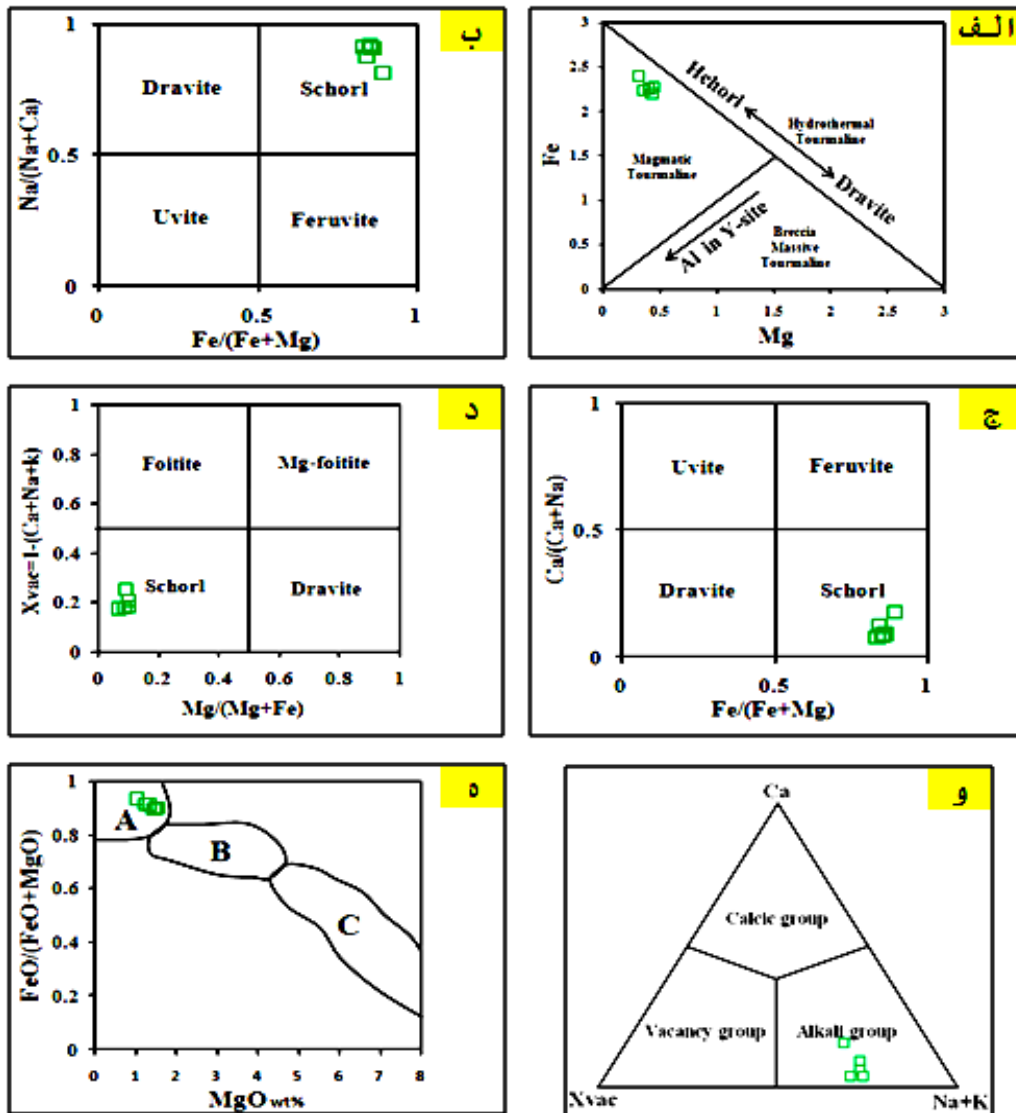 الـف
3
2.5
2
1.5
1
0.5
0
Fe
Hchorl
Hydrothermal
Tourmaline
Magmatic
Tourmaline
Dravite
Al in Y-site
Breccia
Massive
Tourmaline
0 0.5 1 1.5 2 2.5 3
Mg
ب
1
0.5
0
Na/(Na+Ca)
Dravite Schorl
Uvite Feruvite
0 0.5 1
Fe/(Fe+Mg)
ج
1
0.5
0
Ca/(Ca+Na)
Uvite Feruvite
Dravite Schorl
0 0.5 1
Fe/(Fe+Mg)
د
1
0.8
0.6
0.4
0.2
0
Xvac=1-(Ca+Na+k)
Foitite Mg-foitite
Schorl Dravite
0 0.2 0.4 0.6 0.8 1
Mg/(Mg+Fe)
ه
1
0.8
0.6
0.4
0.2
0
FeO/(FeO+MgO)
A
B
C
0 1 2 3 4 5 6 7 8
MgO wt%
و
Ca
Calcic group
Vacancy group Alkali group
Xvac Na+K